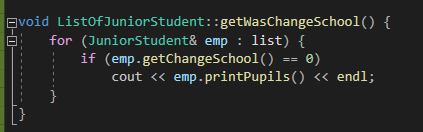 void ListOfJuniorStudent::getWasChangeSchool() {
for (JuniorStudent& emp : list) {
if (emp.getChangeSchool() == 0)
cout << emp.printPupils() << endl;
}
}